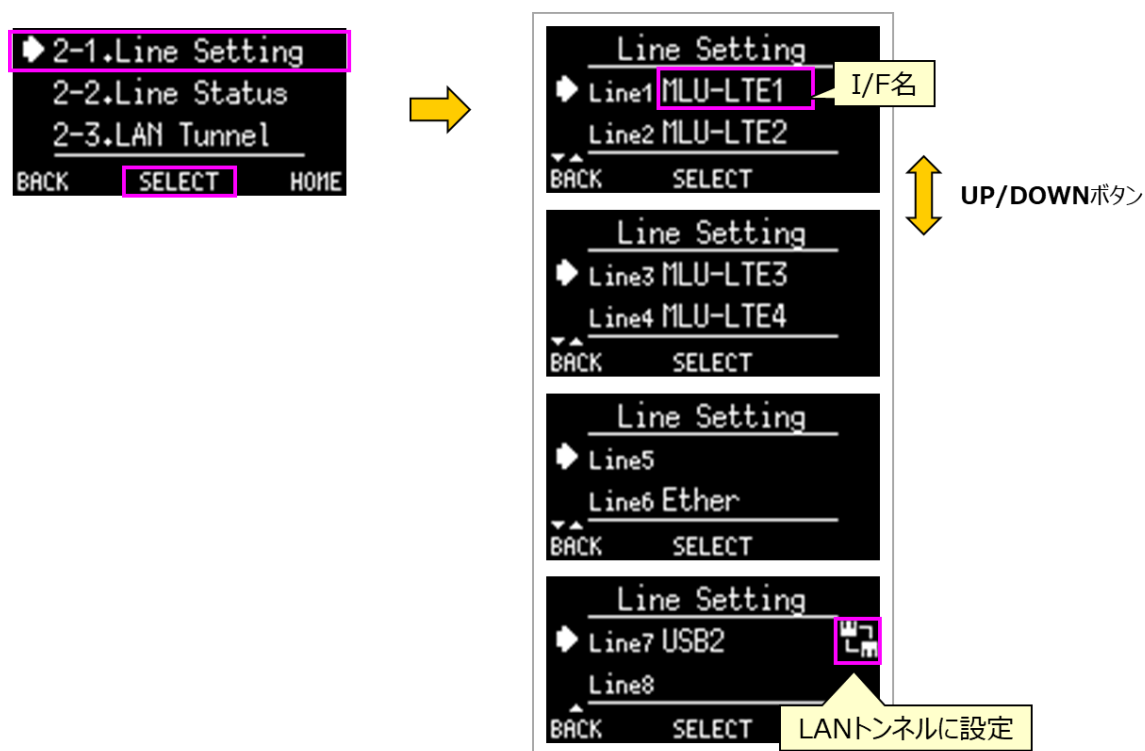 2-1.Line Setting
2-2.Line Status
2-3.LAN Tunnel
BACK SELECT HOME
Line Setting
Line1 MLU-LTE1
I/F名
Line2 MLU-LTE2
BACK SELECT
UP/DOWNボタン
Line Setting
Line3 MLU-LTE3
Line4 MLU-LTE4
BACK SELECT
Line Setting
Line5
Line6 Ether
BACK SELECT
Line Setting
Line7 USB2
Line8
BACK SELECT
LANトンネルに設定